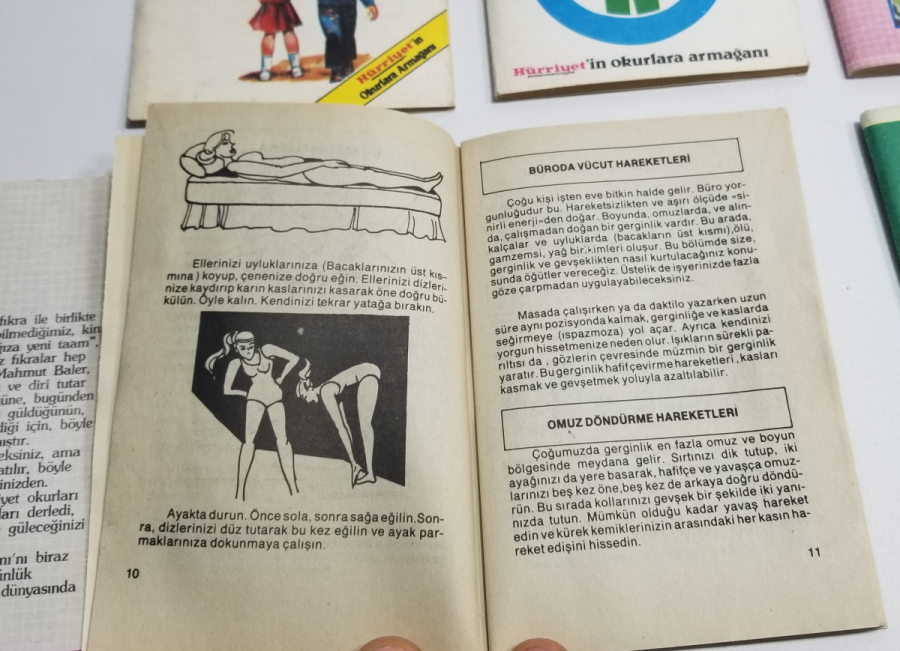 Hürriyet'in
Okurlara Armağanı
Hürriyet'in okurlara armağanı
fıkra ile birlikte
bilmediğimiz, kin
ıza yeni taam".
z fıkralar hep
Mahmut Baler,
ve diri tutar
üne, bugünden
güldüğünün,
diği için, böyle
mıştır.
eksiniz, ama
atılır, böyle
inizden.
iyet okurları
ları derledi,
güleceğinizi
nı'nı biraz
ünlük
dünyasında
Ellerinizi uyluklarınıza (Bacaklarınızın üst kıs-
mına) koyup, çenenize doğru eğin. Ellerinizi dizleri-
nize kaydırıp karın kaslarınızı kasarak öne doğru bü-
külün. Öyle kalın. Kendinizi tekrar yatağa bırakın.
Ayakta durun. Önce sola, sonra sağa eğilin.Son-
ra, dizlerinizi düz tutarak bu kez eğilin ve ayak par-
maklarınıza dokunmaya çalışın.
10
BÜRODA VÜCUT HAREKETLERİ
Çoğu kişi işten eve bitkin halde gelir. Büro yor-
gunluğudur bu. Hareketsizlikten ve aşırı ölçüde «si-
nirli enerji»den doğar. Boyunda, omuzlarda, ve alın-
da, çalışmadan doğan bir gerginlik vardır. Bu arada,
kalçalar ve uyluklarda (bacakların üst kısmı),ölü,
gamzemsi, yağ birikimleri oluşur. Bu bölümde size,
gerginlik ve gevşeklikten nasıl kurtulacağınız konu-
sunda öğütler vereceğiz. Üstelik de işyerinizde fazla
göze çarpmadan uygulayabileceksiniz.
Masada çalışırken ya da daktilo yazarken uzun
süre aynı pozisyonda kalmak, gerginliğe ve kaslarda
seğirmeye (ispazmoza) yol açar. Ayrıca kendinizi
yorgun hissetmenize neden olur. Işıkların sürekli pa-
rıltısı da , gözlerin çevresinde müzmin bir gerginlik
yaratır. Bu gerginlik hafif çevirme hareketleri , kasları
kasmak ve gevşetmek yoluyla azaltılabilir.
OMUZ DÖNDÜRME HAREKETLERİ
Çoğumuzda gerginlik en fazla omuz ve boyun
bölgesinde meydana gelir. Sırtınızı dik tutup, iki
ayağınızı da yere basarak, hafifçe ve yavaşça omuz-
larınızı beş kez öne,beş kez de arkaya doğru döndü-
rün. Bu sırada kollarınızı gevşek bir şekilde iki yanı-
nızda tutun. Mümkün olduğu kadar yavaş hareket
edin ve kürek kemiklerinizin arasındaki her kasın ha-
reket edişini hissedin.
11